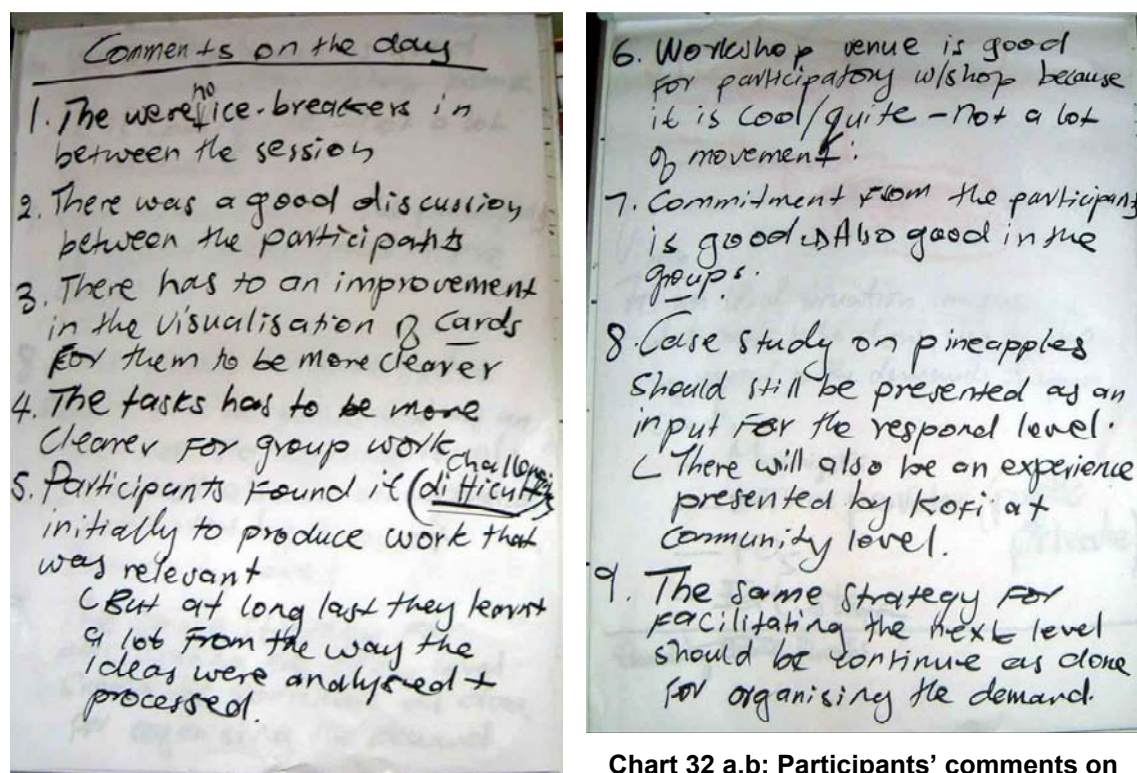 Comments on the day
1. The were no ice-breakers in
between the session
2. There was a good discussion
between the participants
3. There has to an improvement
in the visualisation of cards
For them to be more clearer
4. The tasks has to be more
clearer for group work
5. Participants found it (difficult) challenging
initially to produce work that
was relevant
But at long last they learnt
a lot from the way the
ideas were analysed +
processed.
6. Workshop venue is good
for participatory w/shop because
it is cool/quite - not a lot
of movement.
7. Commitment from the participants
is good Also good in the
groups.
8. Case study on pineapples
should still be presented as an
input for the respond level.
There will also be an experience
presented by Kofi at
community level.
9. The same strategy for
facilitating the next level
should be continue as done
for organising the demand.
Chart 32 a,b: Participants' comments on